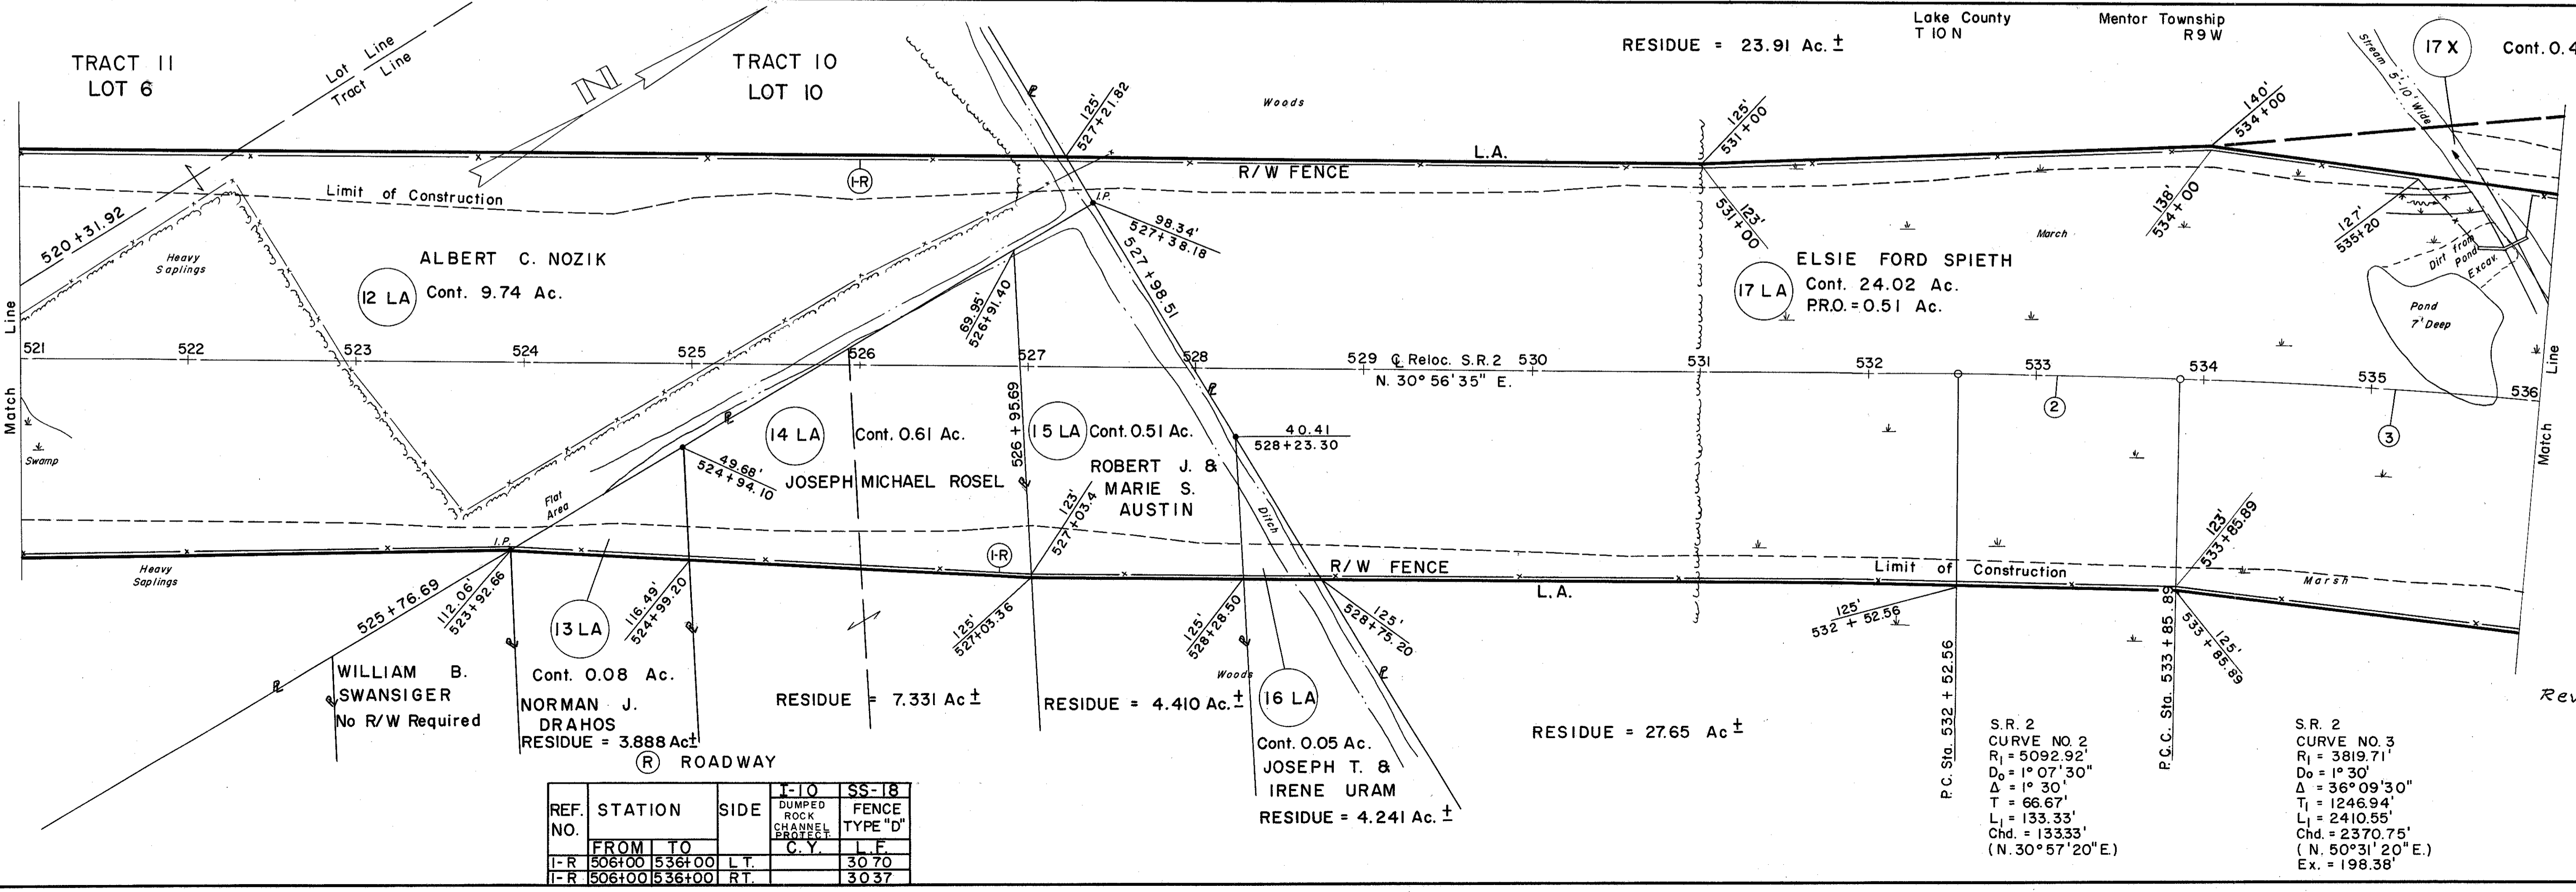 Lake County
T 10 N
Mentor Township
R 9 W
TRACT 11
LOT 6
Lot Line
Tract Line
N
TRACT 10
LOT 10
RESIDUE = 23.91 Ac. ±
17 X
Cont. 0.4
Stream 5'-10' Wide
Woods
125'
527+21.82
125'
531+00
140'
534+00
L.A.
R/W FENCE
1-R
Limit of Construction
520+31.92
I.P.
98.34'
527+38.18
123'
531+00
138'
534+00
127'
535+20
March
Dirt from
Pond
Excav.
Heavy
Saplings
ALBERT C. NOZIK
12 LA
Cont. 9.74 Ac.
527+98.51
69.95'
526+91.40
ELSIE FORD SPIETH
17 LA
Cont. 24.02 Ac.
P.R.O. = 0.51 Ac.
Pond
7' Deep
Match Line
521 522 523 524 525 526 527 528 529 ℄ Reloc. S.R. 2 530 531 532 533 534 535 536
N. 30° 56' 35" E.
Match Line
2
3
Swamp
526 + 95.69
14 LA
Cont. 0.61 Ac.
15 LA
Cont. 0.51 Ac.
40.41
528+23.30
49.68'
524+94.10
JOSEPH MICHAEL ROSEL
ROBERT J. &
MARIE S.
AUSTIN
Flat
Area
Ditch
123'
527+03.4
123'
533+85.89
I.P.
1-R
R/W FENCE
Limit of Construction
L.A.
Marsh
Heavy
Saplings
525+76.69
112.06'
523+92.66
116.49'
524+99.20
125'
527+03.36
125'
528+28.50
125'
528+75.20
125'
532 + 52.56
125'
533 + 85.89
13 LA
Cont. 0.08 Ac.
WILLIAM B.
SWANSIGER
No R/W Required
NORMAN J.
DRAHOS
RESIDUE = 3.888 Ac ±
RESIDUE = 7.331 Ac ±
RESIDUE = 4.410 Ac. ±
Woods
16 LA
Cont. 0.05 Ac.
JOSEPH T. &
IRENE URAM
RESIDUE = 4.241 Ac. ±
RESIDUE = 27.65 Ac ±
P.C. Sta. 532 + 52.56
P.C.C. Sta. 533 + 85.89
Rev
S.R. 2
CURVE NO. 2
R₁ = 5092.92'
D₀ = 1° 07' 30"
Δ = 1° 30'
T = 66.67'
L₁ = 133.33'
Chd. = 133.33'
(N. 30° 57' 20" E.)
S.R. 2
CURVE NO. 3
R₁ = 3819.71'
Do = 1° 30'
Δ = 36° 09' 30"
T₁ = 1246.94'
L₁ = 2410.55'
Chd. = 2370.75'
( N. 50° 31' 20" E.)
Ex. = 198.38'
R ROADWAY
REF. NO. STATION SIDE I-10 SS-18
DUMPED ROCK CHANNEL PROTECT. FENCE TYPE "D"
FROM TO C.Y. L.F.
1-R 506+00 536+00 LT. 3070
1-R 506+00 536+00 RT. 3037